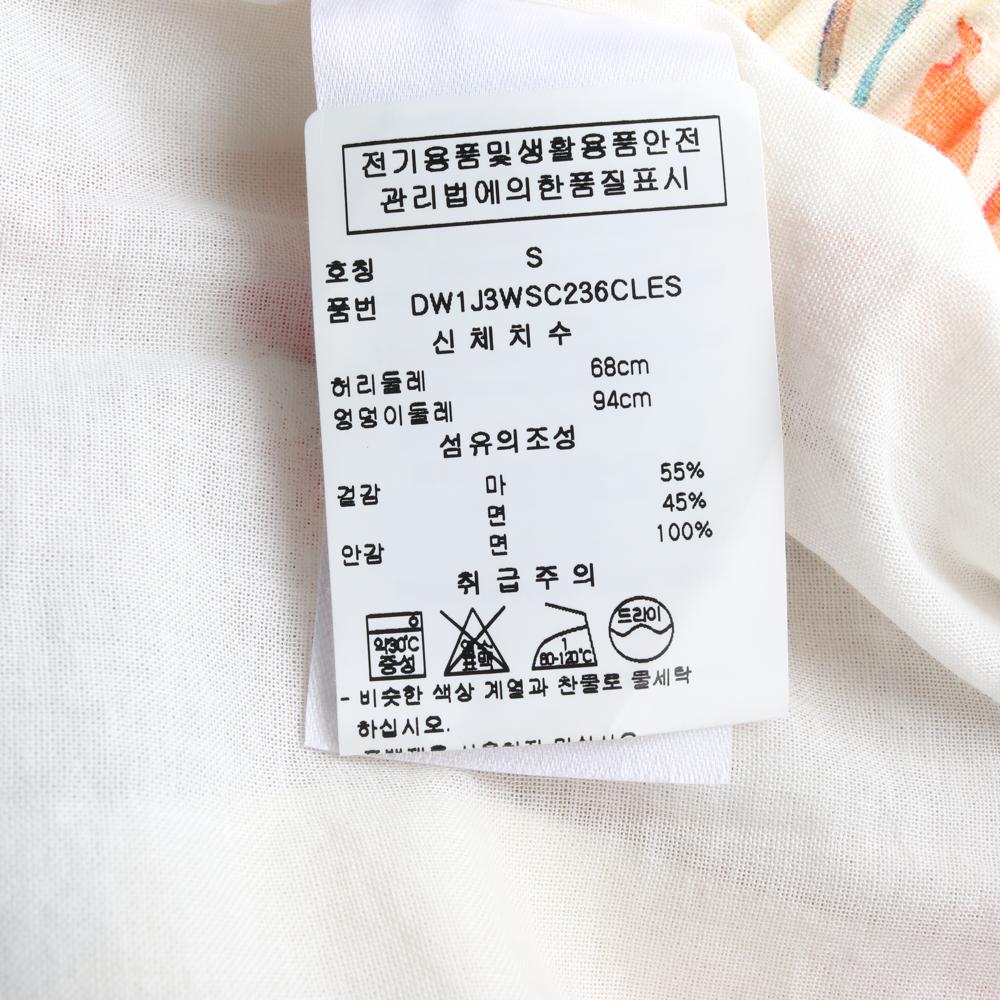 전기용품및생활용품안전
관리법에의한품질표시
호칭 S
품번 DW1J3WSC236CLES
신체치수
허리둘레 68cm
엉덩이둘레 94cm
섬유의조성
겉감 마 55%
면 45%
안감 면 100%
취급주의
약30℃ 중성
염소 표백
80-120℃
드라이
- 비슷한 색상 계열과 찬물로 물세탁
하십시오.